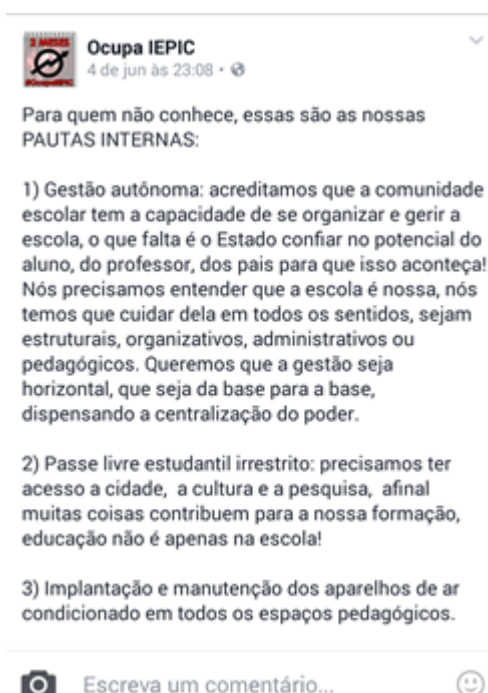 2 MESES
#OcupaIEPIC
Ocupa IEPIC
4 de jun às 23:08 •
Para quem não conhece, essas são as nossas
PAUTAS INTERNAS:
1) Gestão autônoma: acreditamos que a comunidade
escolar tem a capacidade de se organizar e gerir a
escola, o que falta é o Estado confiar no potencial do
aluno, do professor, dos pais para que isso aconteça!
Nós precisamos entender que a escola é nossa, nós
temos que cuidar dela em todos os sentidos, sejam
estruturais, organizativos, administrativos ou
pedagógicos. Queremos que a gestão seja
horizontal, que seja da base para a base,
dispensando a centralização do poder.
2) Passe livre estudantil irrestrito: precisamos ter
acesso a cidade, a cultura e a pesquisa, afinal
muitas coisas contribuem para a nossa formação,
educação não é apenas na escola!
3) Implantação e manutenção dos aparelhos de ar
condicionado em todos os espaços pedagógicos.
Escreva um comentário...